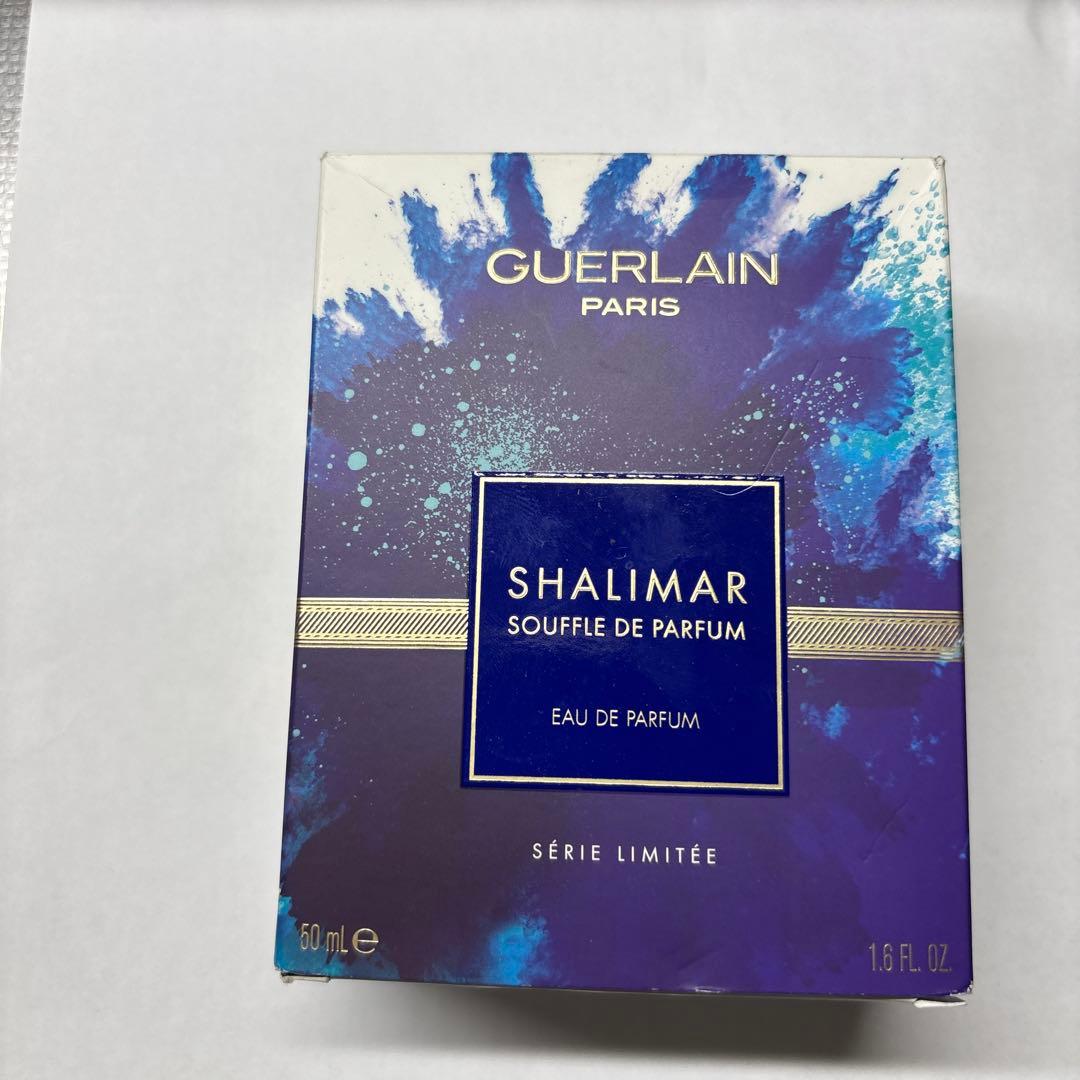 GUERLAIN
PARIS
SHALIMAR
SOUFFLE DE PARFUM
EAU DE PARFUM
SÉRIE LIMITÉE
50 mL ℮
1.6 FL. OZ.